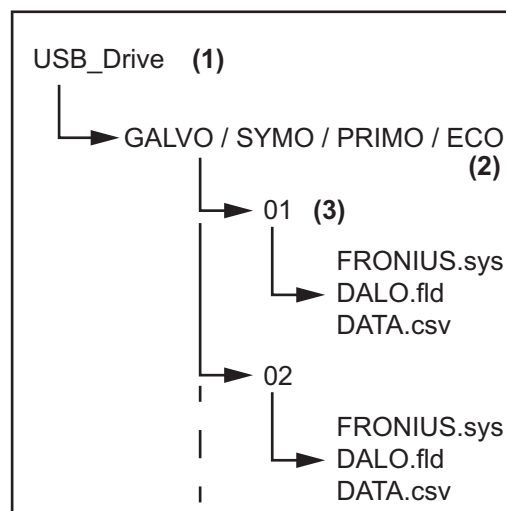 USB_Drive (1)
GALVO / SYMO / PRIMO / ECO
(2)
01 (3)
FRONIUS.sys
DALO.fld
DATA.csv
02
FRONIUS.sys
DALO.fld
DATA.csv